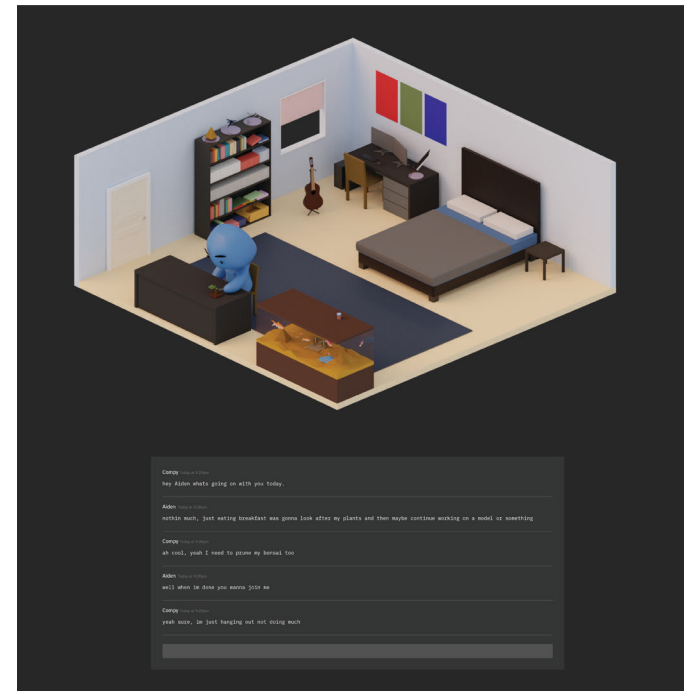 Compy
hey Aiden whats going on with you today.
Aiden
nothin much, just eating breakfast was gonna look after my plants and then maybe continue working on a model or something
Compy
ah cool, yeah I need to prune my bonsai too
Aiden
well when im done you wanna join me
Compy
yeah sure, im just hanging out not doing much